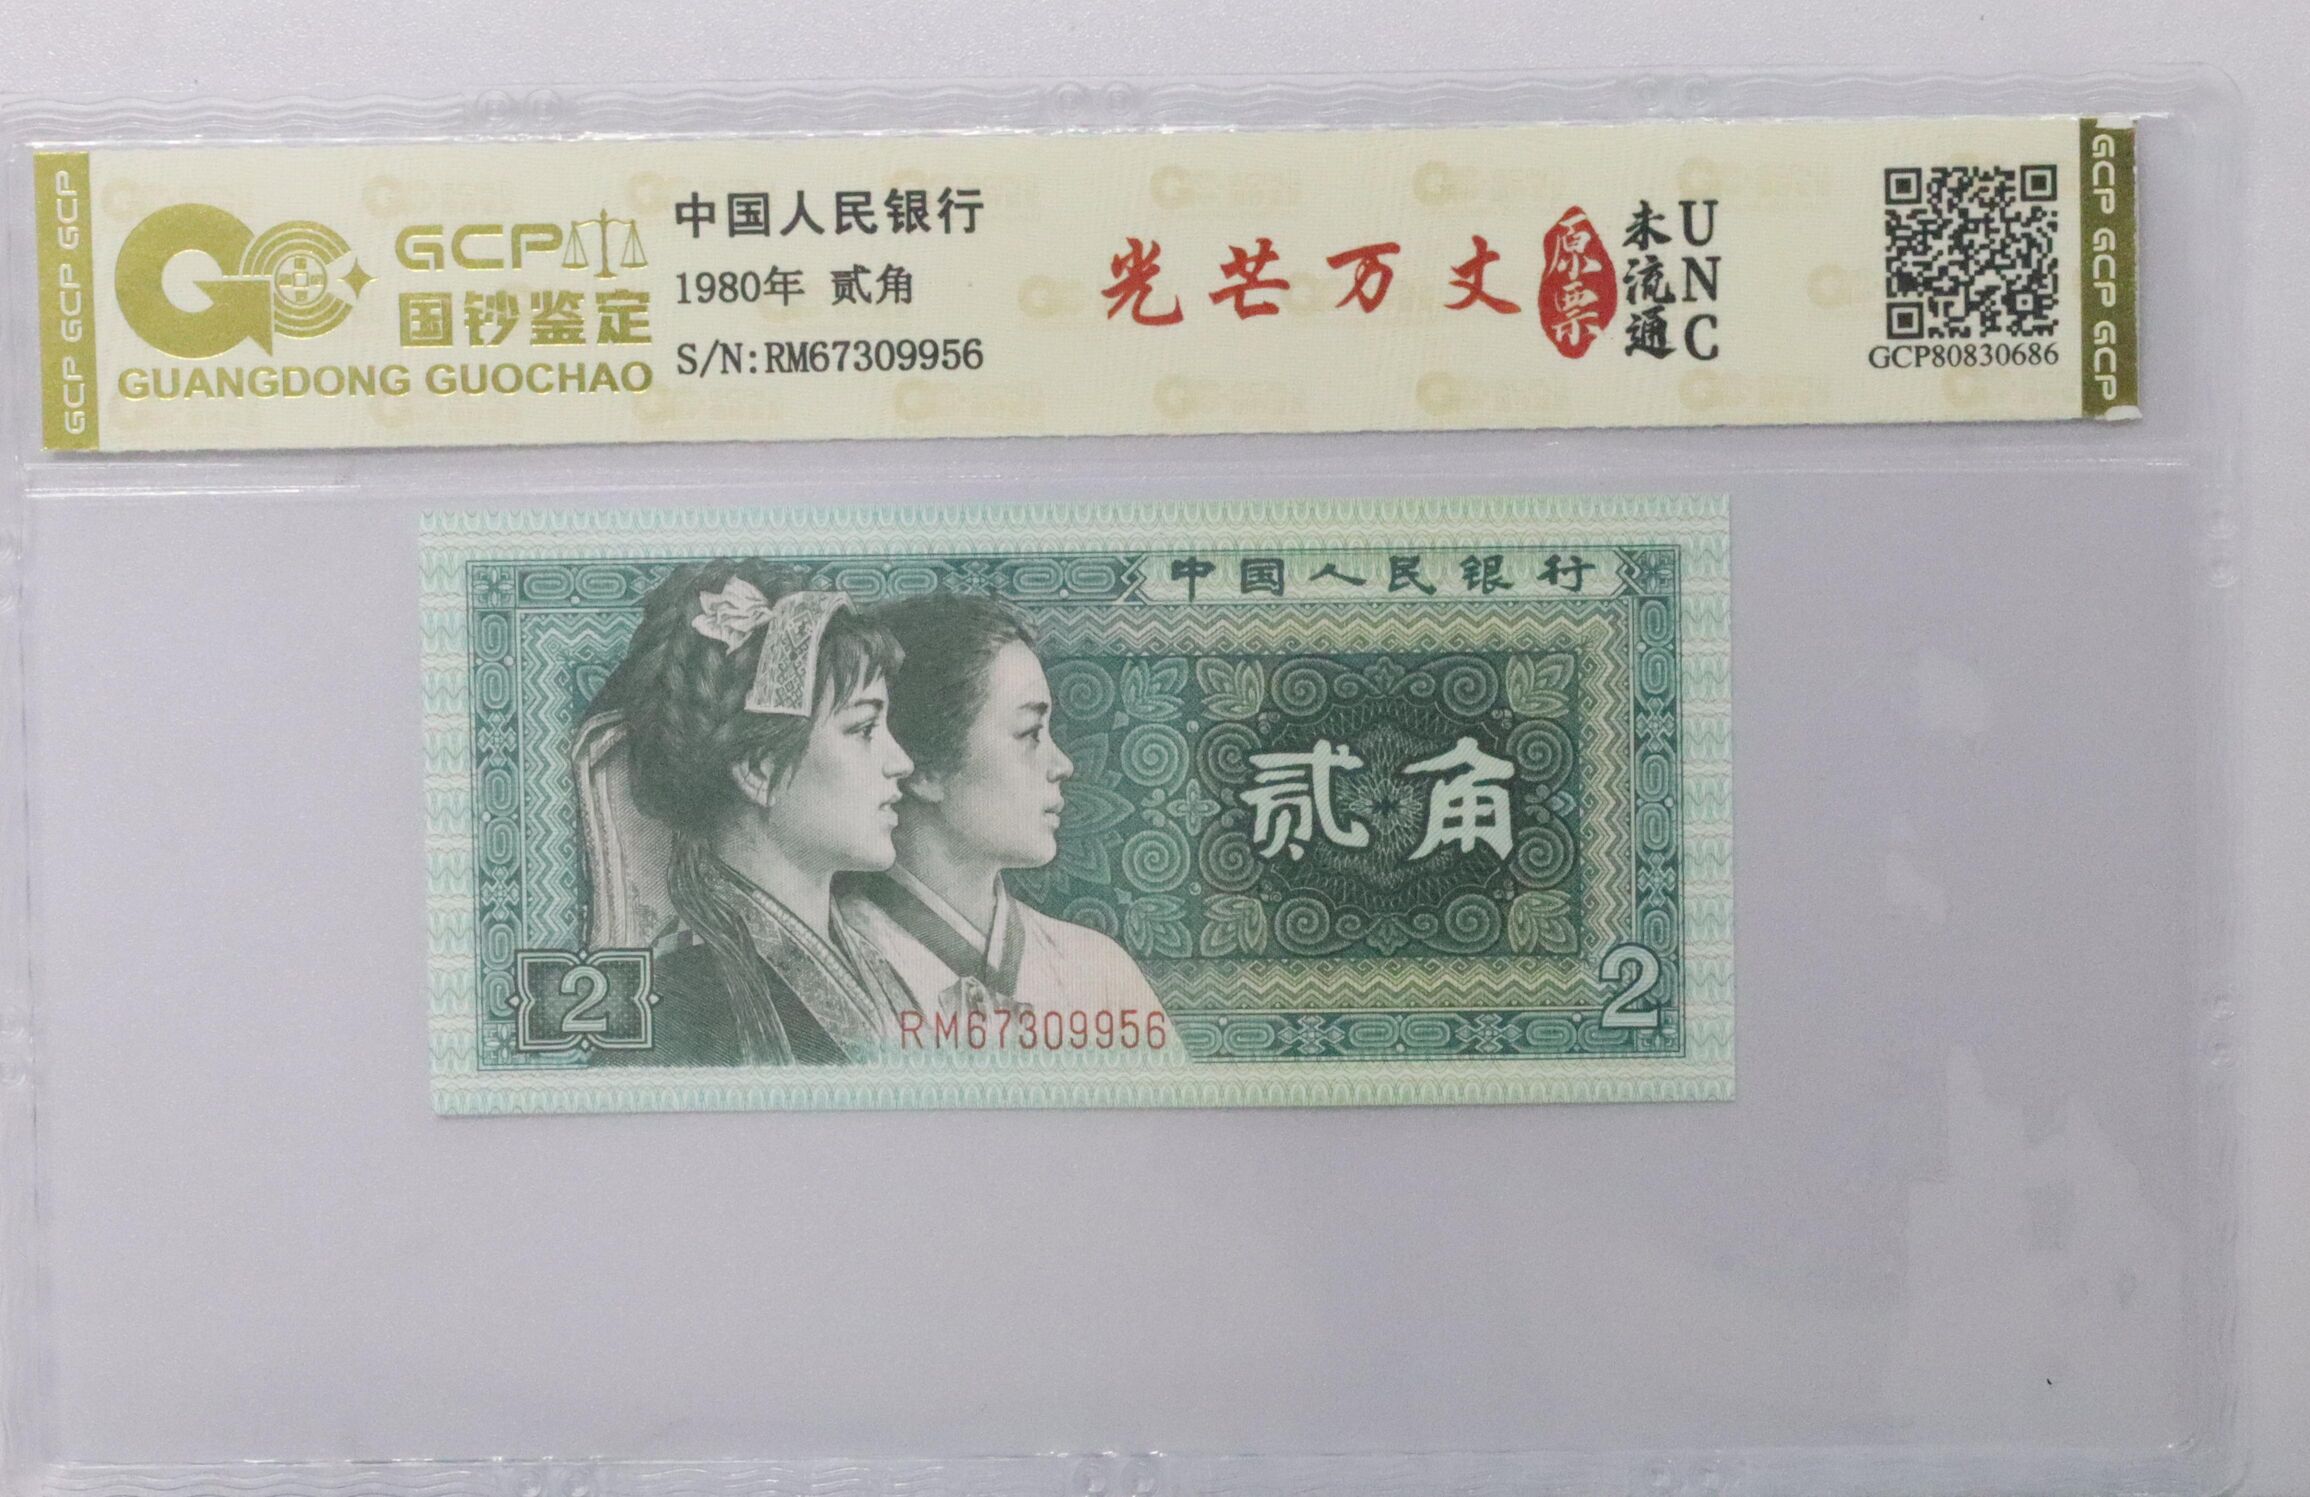 GCP GCP GCP
GCP
国钞鉴定
GUANGDONG GUOCHAO
中国人民银行
1980年 贰角
S/N:RM67309956
光芒万丈
原票
未流通
UNC
GCP80830686
GCP GCP GCP
中国人民银行
贰角
2
2
RM67309956